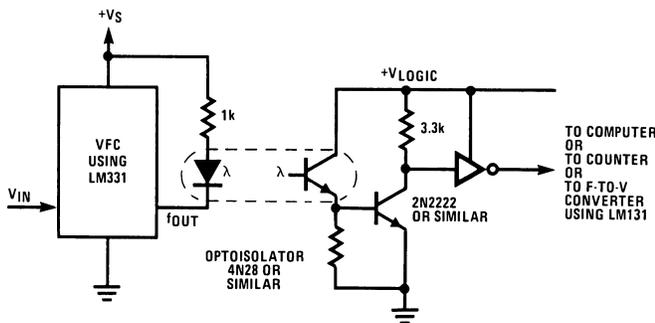 +VS
1k
VFC
USING
LM331
VIN
fOUT
λ
λ
+VLOGIC
3.3k
2N2222
OR SIMILAR
OPTOISOLATOR
4N28 OR
SIMILAR
TO COMPUTER
OR
TO COUNTER
OR
TO F-TO-V
CONVERTER
USING LM131